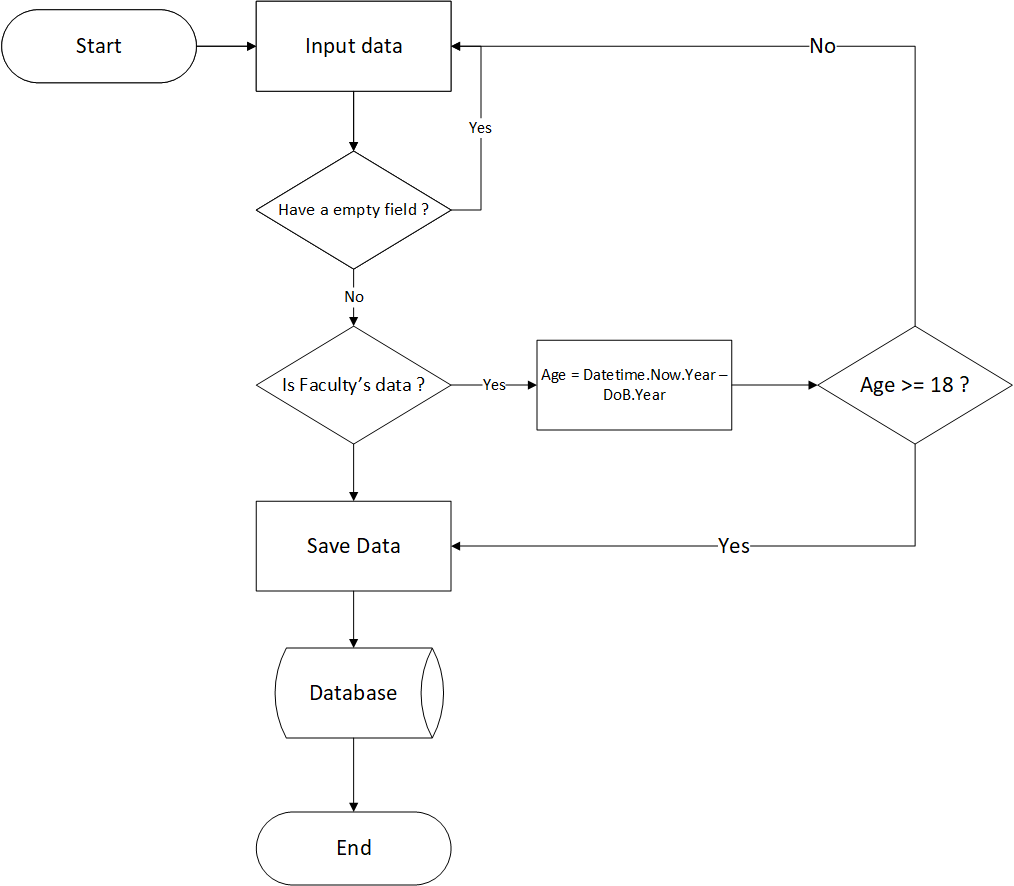 Start
Input data
No
Yes
Have a empty field ?
No
Is Faculty’s data ?
Yes
Age = Datetime.Now.Year –
DoB.Year
Age >= 18 ?
Save Data
Yes
Database
End